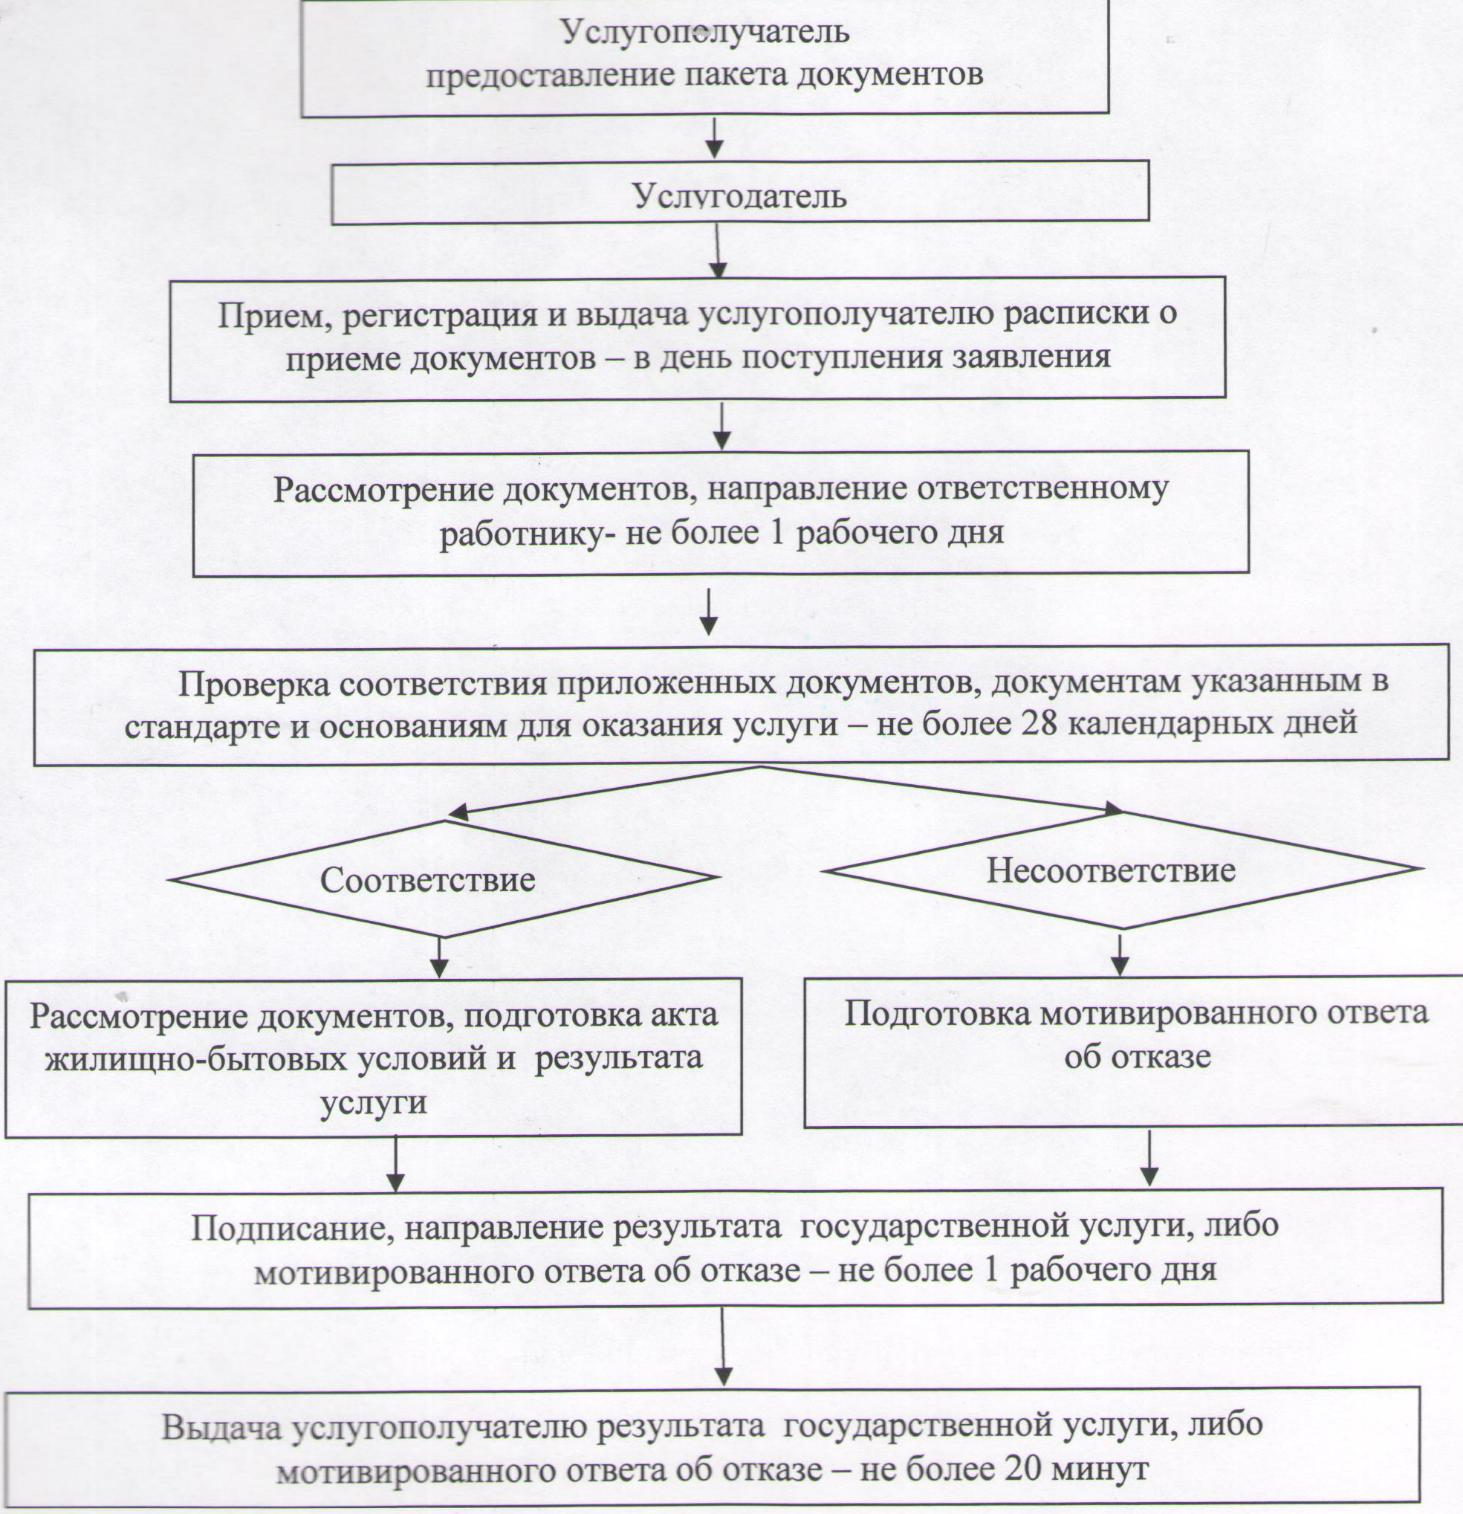 Услугополучатель
предоставление пакета документов
Услугодатель
Прием, регистрация и выдача услугополучателю расписки о
приеме документов – в день поступления заявления
Рассмотрение документов, направление ответственному
работнику- не более 1 рабочего дня
Проверка соответствия приложенных документов, документам указанным в
стандарте и основаниям для оказания услуги – не более 28 календарных дней
Соответствие
Несоответствие
Рассмотрение документов, подготовка акта
жилищно-бытовых условий и  результата
услуги
Подготовка мотивированного ответа
об отказе
Подписание, направление результата  государственной услуги, либо
мотивированного ответа об отказе – не более 1 рабочего дня
Выдача услугополучателю результата  государственной услуги, либо
мотивированного ответа об отказе – не более 20 минут